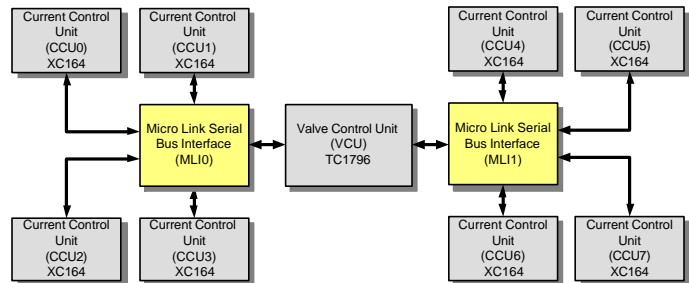 Current Control
Unit
(CCU0)
XC164
Current Control
Unit
(CCU1)
XC164
Current Control
Unit
(CCU4)
XC164
Current Control
Unit
(CCU5)
XC164
Micro Link Serial
Bus Interface
(MLI0)
Valve Control Unit
(VCU)
TC1796
Micro Link Serial
Bus Interface
(MLI1)
Current Control
Unit
(CCU2)
XC164
Current Control
Unit
(CCU3)
XC164
Current Control
Unit
(CCU6)
XC164
Current Control
Unit
(CCU7)
XC164